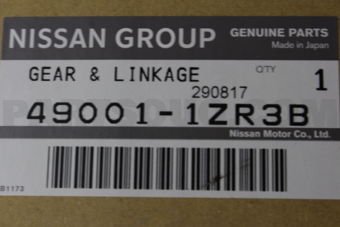 NISSAN GROUP
GENUINE PARTS
Made in Japan
GEAR & LINKAGE
Q'TY
1
290817
49001-1ZR3B
Nissan Motor Co., Ltd.
B1173